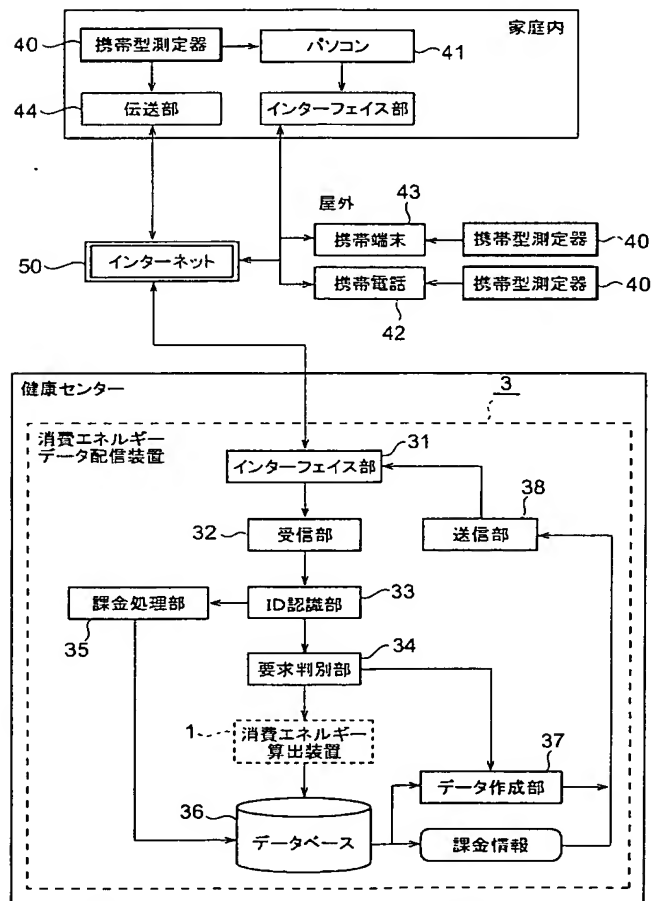 家庭内
40 携帯型測定器 パソコン 41
44 伝送部 インターフェイス部
屋外
43
携帯端末 携帯型測定器 40
50 インターネット
携帯電話 携帯型測定器 40
42
健康センター
3
消費エネルギー
データ配信装置
31
インターフェイス部
38
32 受信部 送信部
課金処理部 ID認識部 33
35
34
要求判別部
1 消費エネルギー
算出装置
37
データ作成部
36
データベース 課金情報